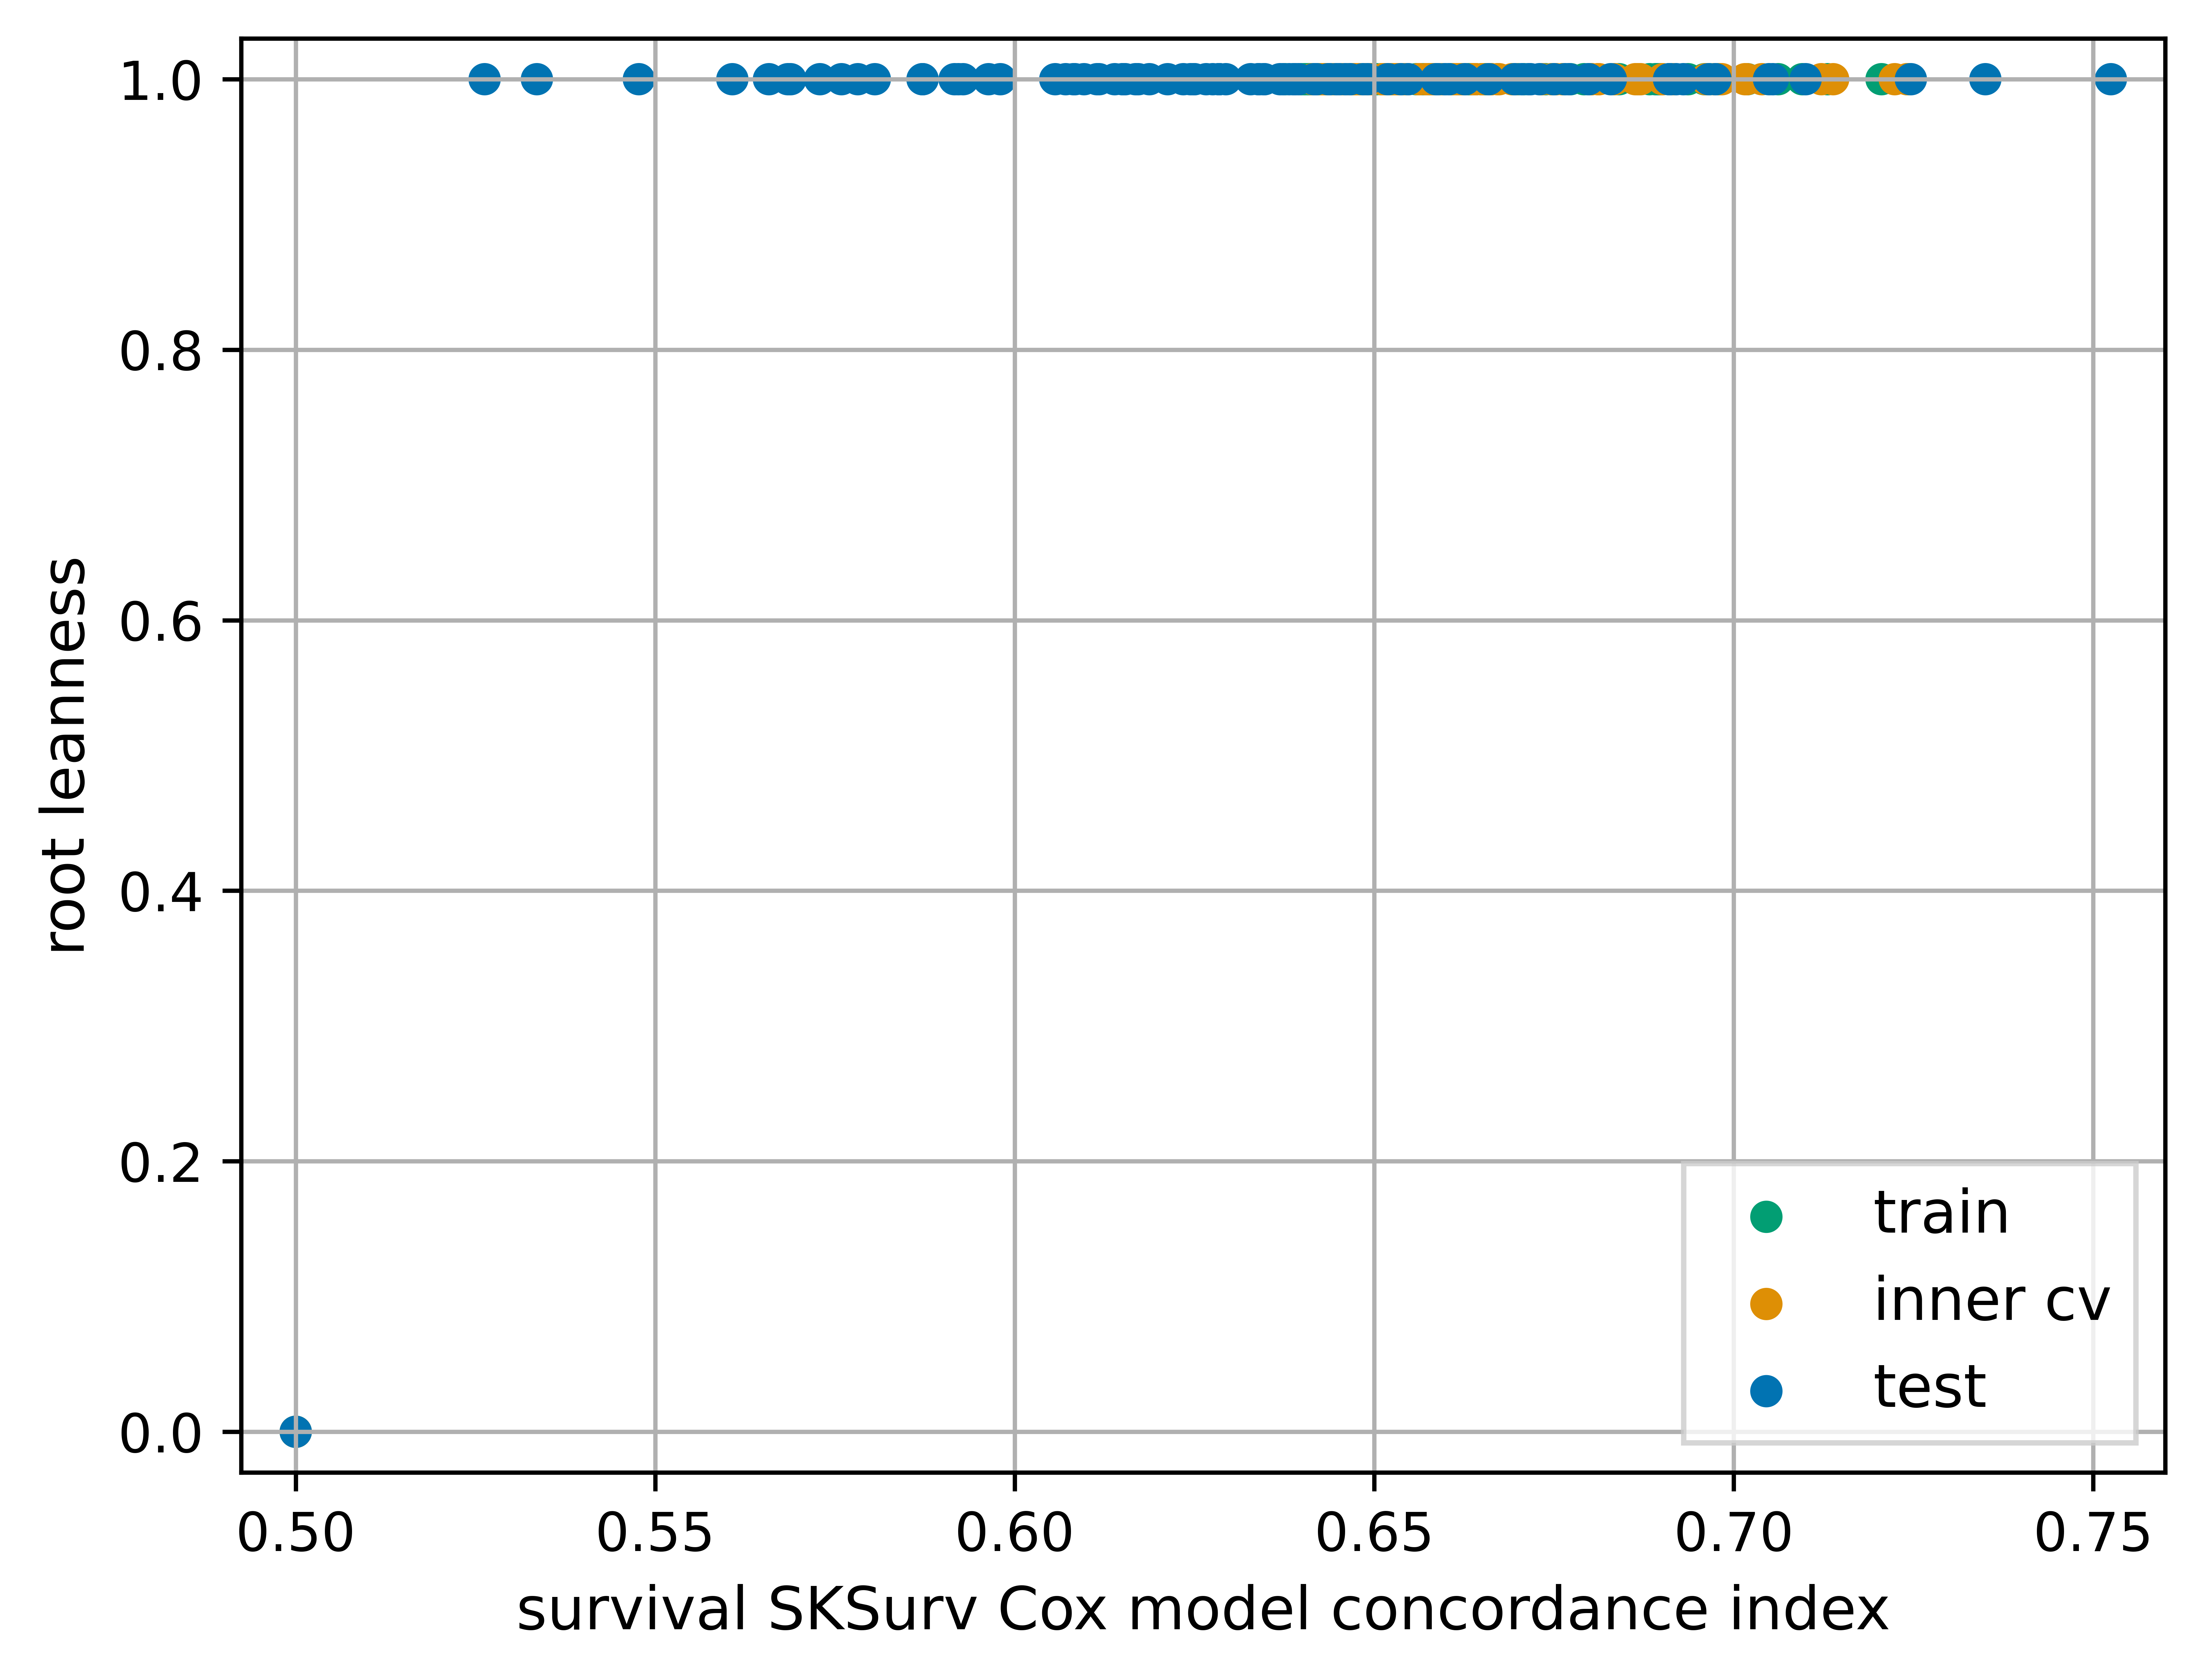 1.0
0.8
0.6
0.4
0.2
0.0
root leanness
train
inner cv
test
0.50 0.55 0.60 0.65 0.70 0.75
survival SKSurv Cox model concordance index